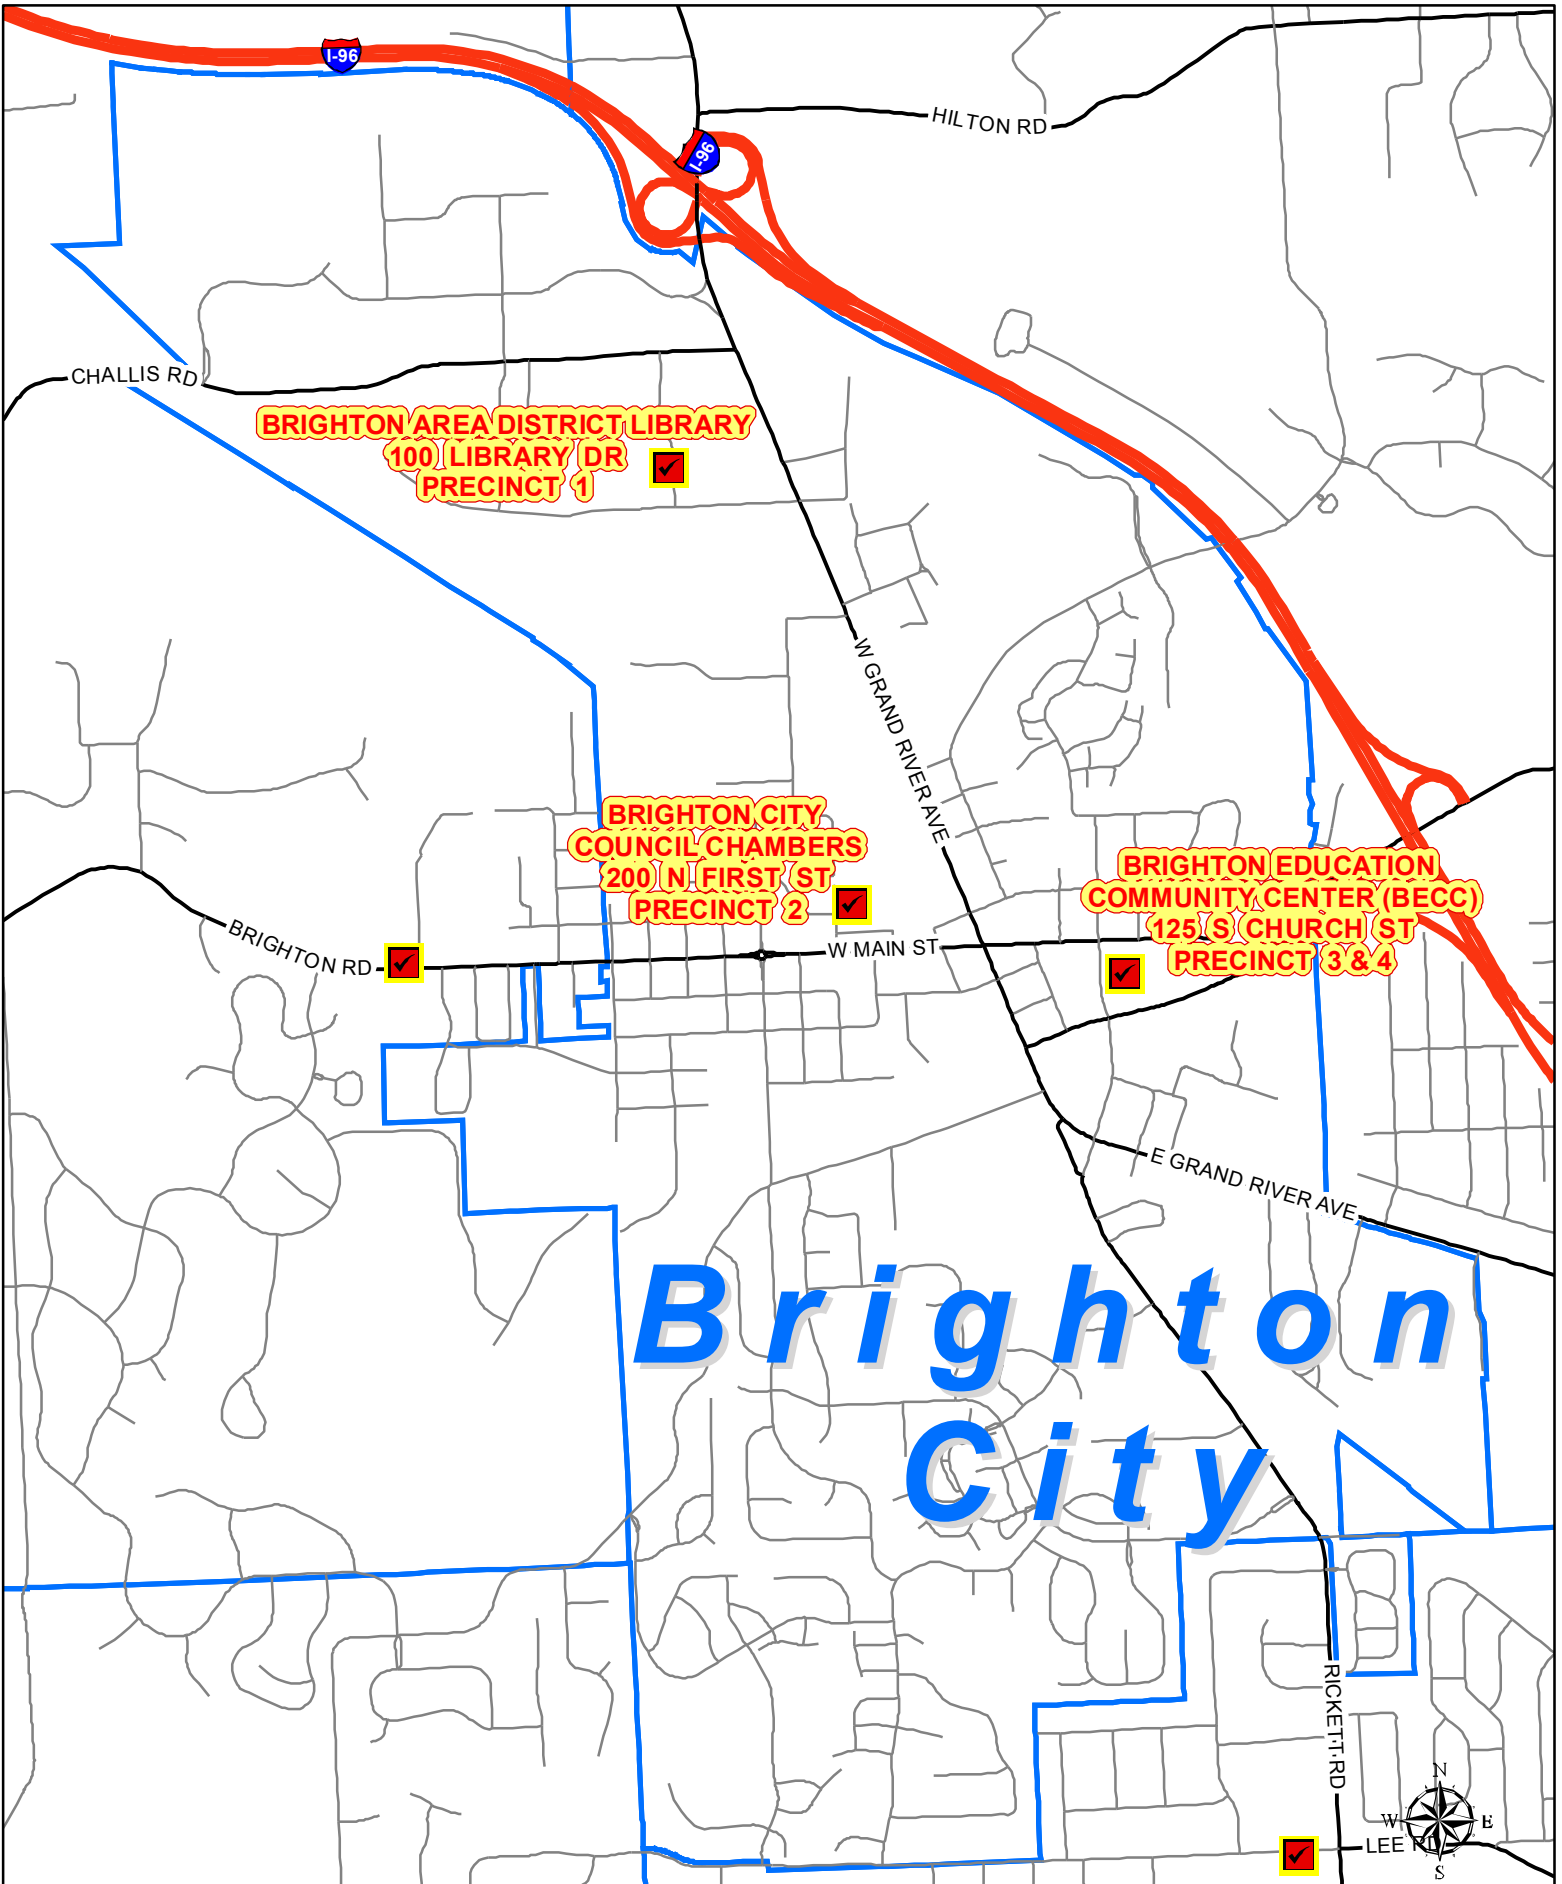 I-96
HILTON RD
I-96
CHALLIS RD
BRIGHTON AREA DISTRICT LIBRARY
100 LIBRARY DR
PRECINCT 1
W GRAND RIVER AVE
BRIGHTON CITY
COUNCIL CHAMBERS
200 N FIRST ST
PRECINCT 2
BRIGHTON EDUCATION
COMMUNITY CENTER (BECC)
125 S CHURCH ST
PRECINCT 3 & 4
BRIGHTON RD
W MAIN ST
E GRAND RIVER AVE
Brighton
City
RICKETT RD
N
W
E
S
LEE RD